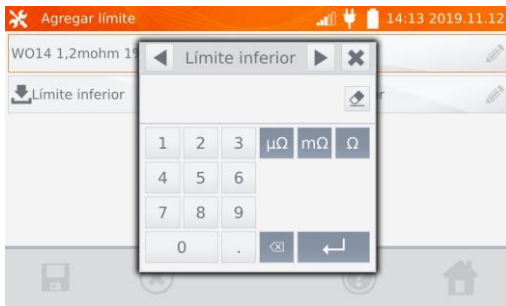 Agregar límite 14:13 2019.11.12
WO14 1,2mohm 1%
Límite inferior
Límite inferior
1 2 3 μΩ mΩ Ω
4 5 6
7 8 9
0 .